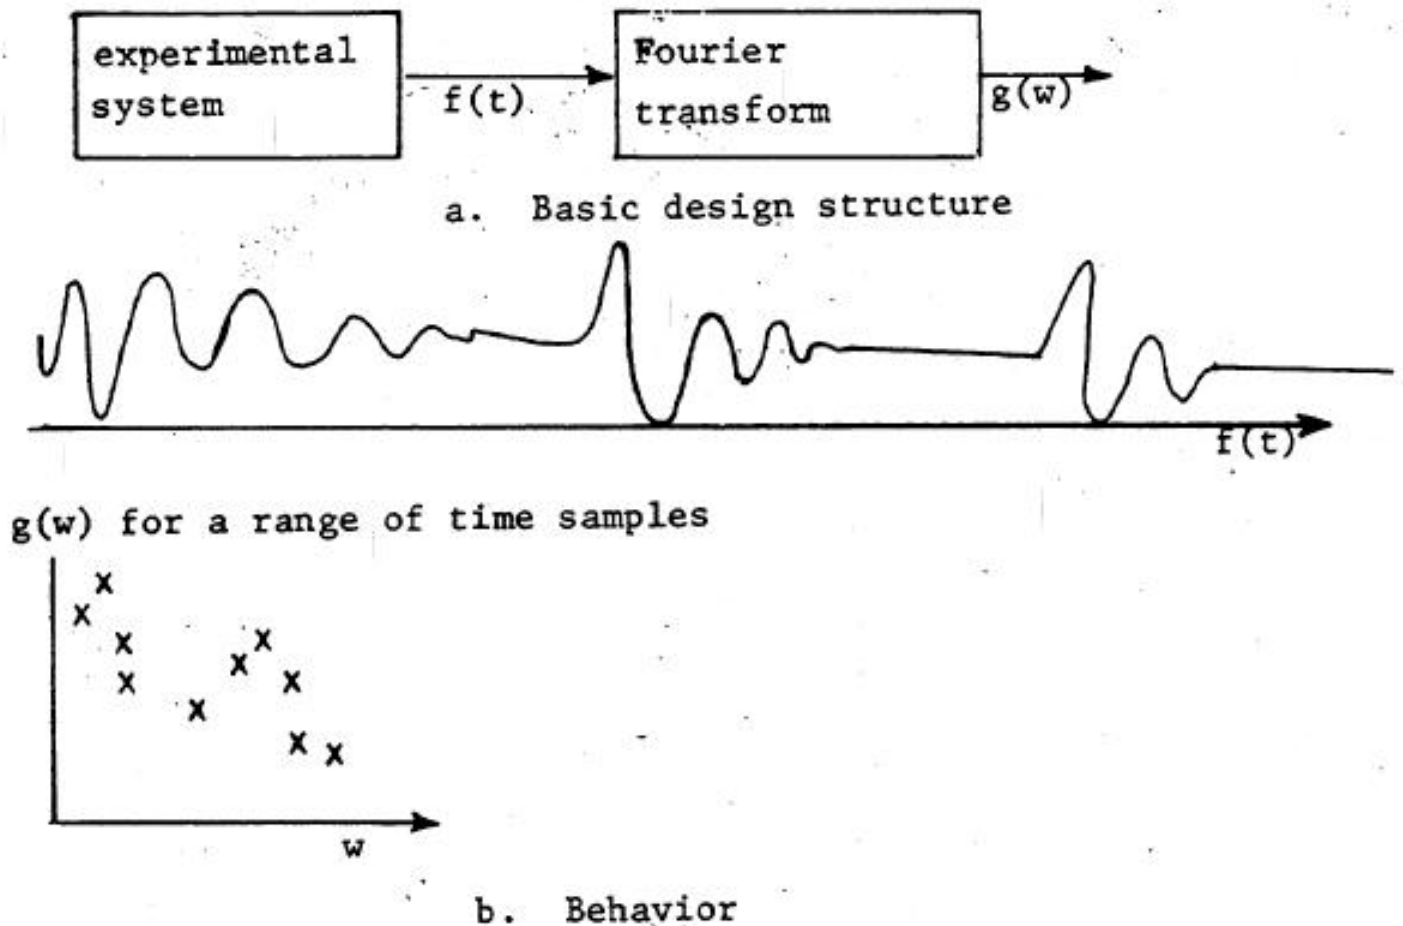 experimental
system
f(t)
Fourier
transform
g(w)
a. Basic design structure
f(t)
g(w) for a range of time samples
X
X
X
X
X
X
X
X
X
X
w
b. Behavior